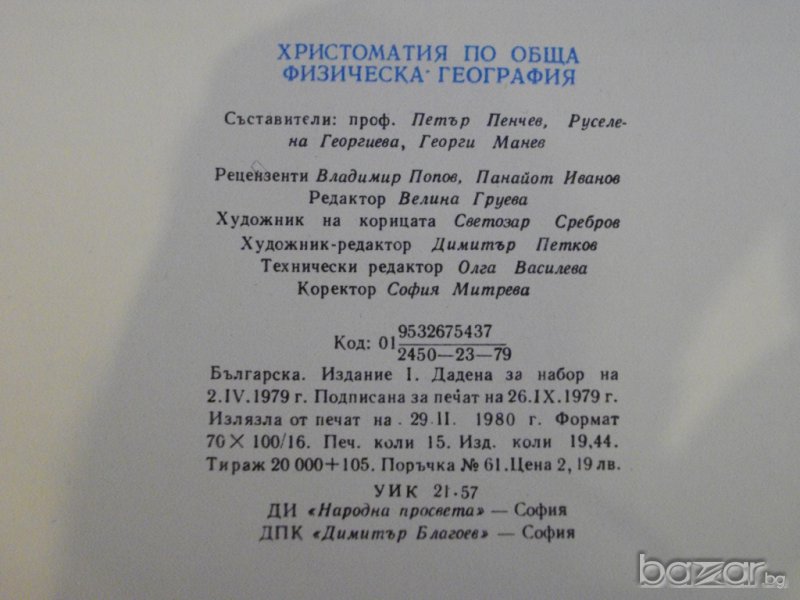 ХРИСТОМАТИЯ ПО ОБЩА
ФИЗИЧЕСКА ГЕОГРАФИЯ
Съставители: проф. Петър Пенчев, Руселе-
на Георгиева, Георги Манев
Рецензенти Владимир Попов, Панайот Иванов
Редактор Велина Груева
Художник на корицата Светозар Сребров
Художник-редактор Димитър Петков
Технически редактор Олга Василева
Коректор София Митрева
Код: 01 9532675437
2450—23—79
Българска. Издание I. Дадена за набор на
2.IV.1979 г. Подписана за печат на 26.IX.1979 г.
Излязла от печат на 29.II. 1980 г. Формат
70×100/16. Печ. коли 15. Изд. коли 19,44.
Тираж 20 000+105. Поръчка № 61. Цена 2,19 лв.
УИК 21·57
ДИ «Народна просвета» — София
ДПК «Димитър Благоев» — София
bazar.bg